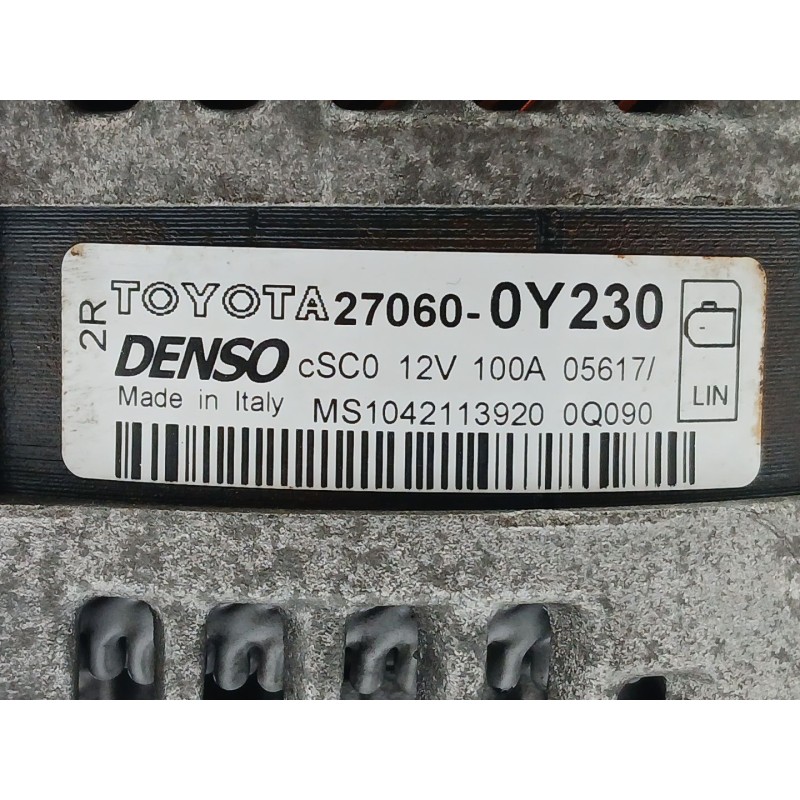 2R
TOYOTA 27060-0Y230
DENSO cSC0 12V 100A 05617/
Made in Italy MS1042113920 0Q090
LIN